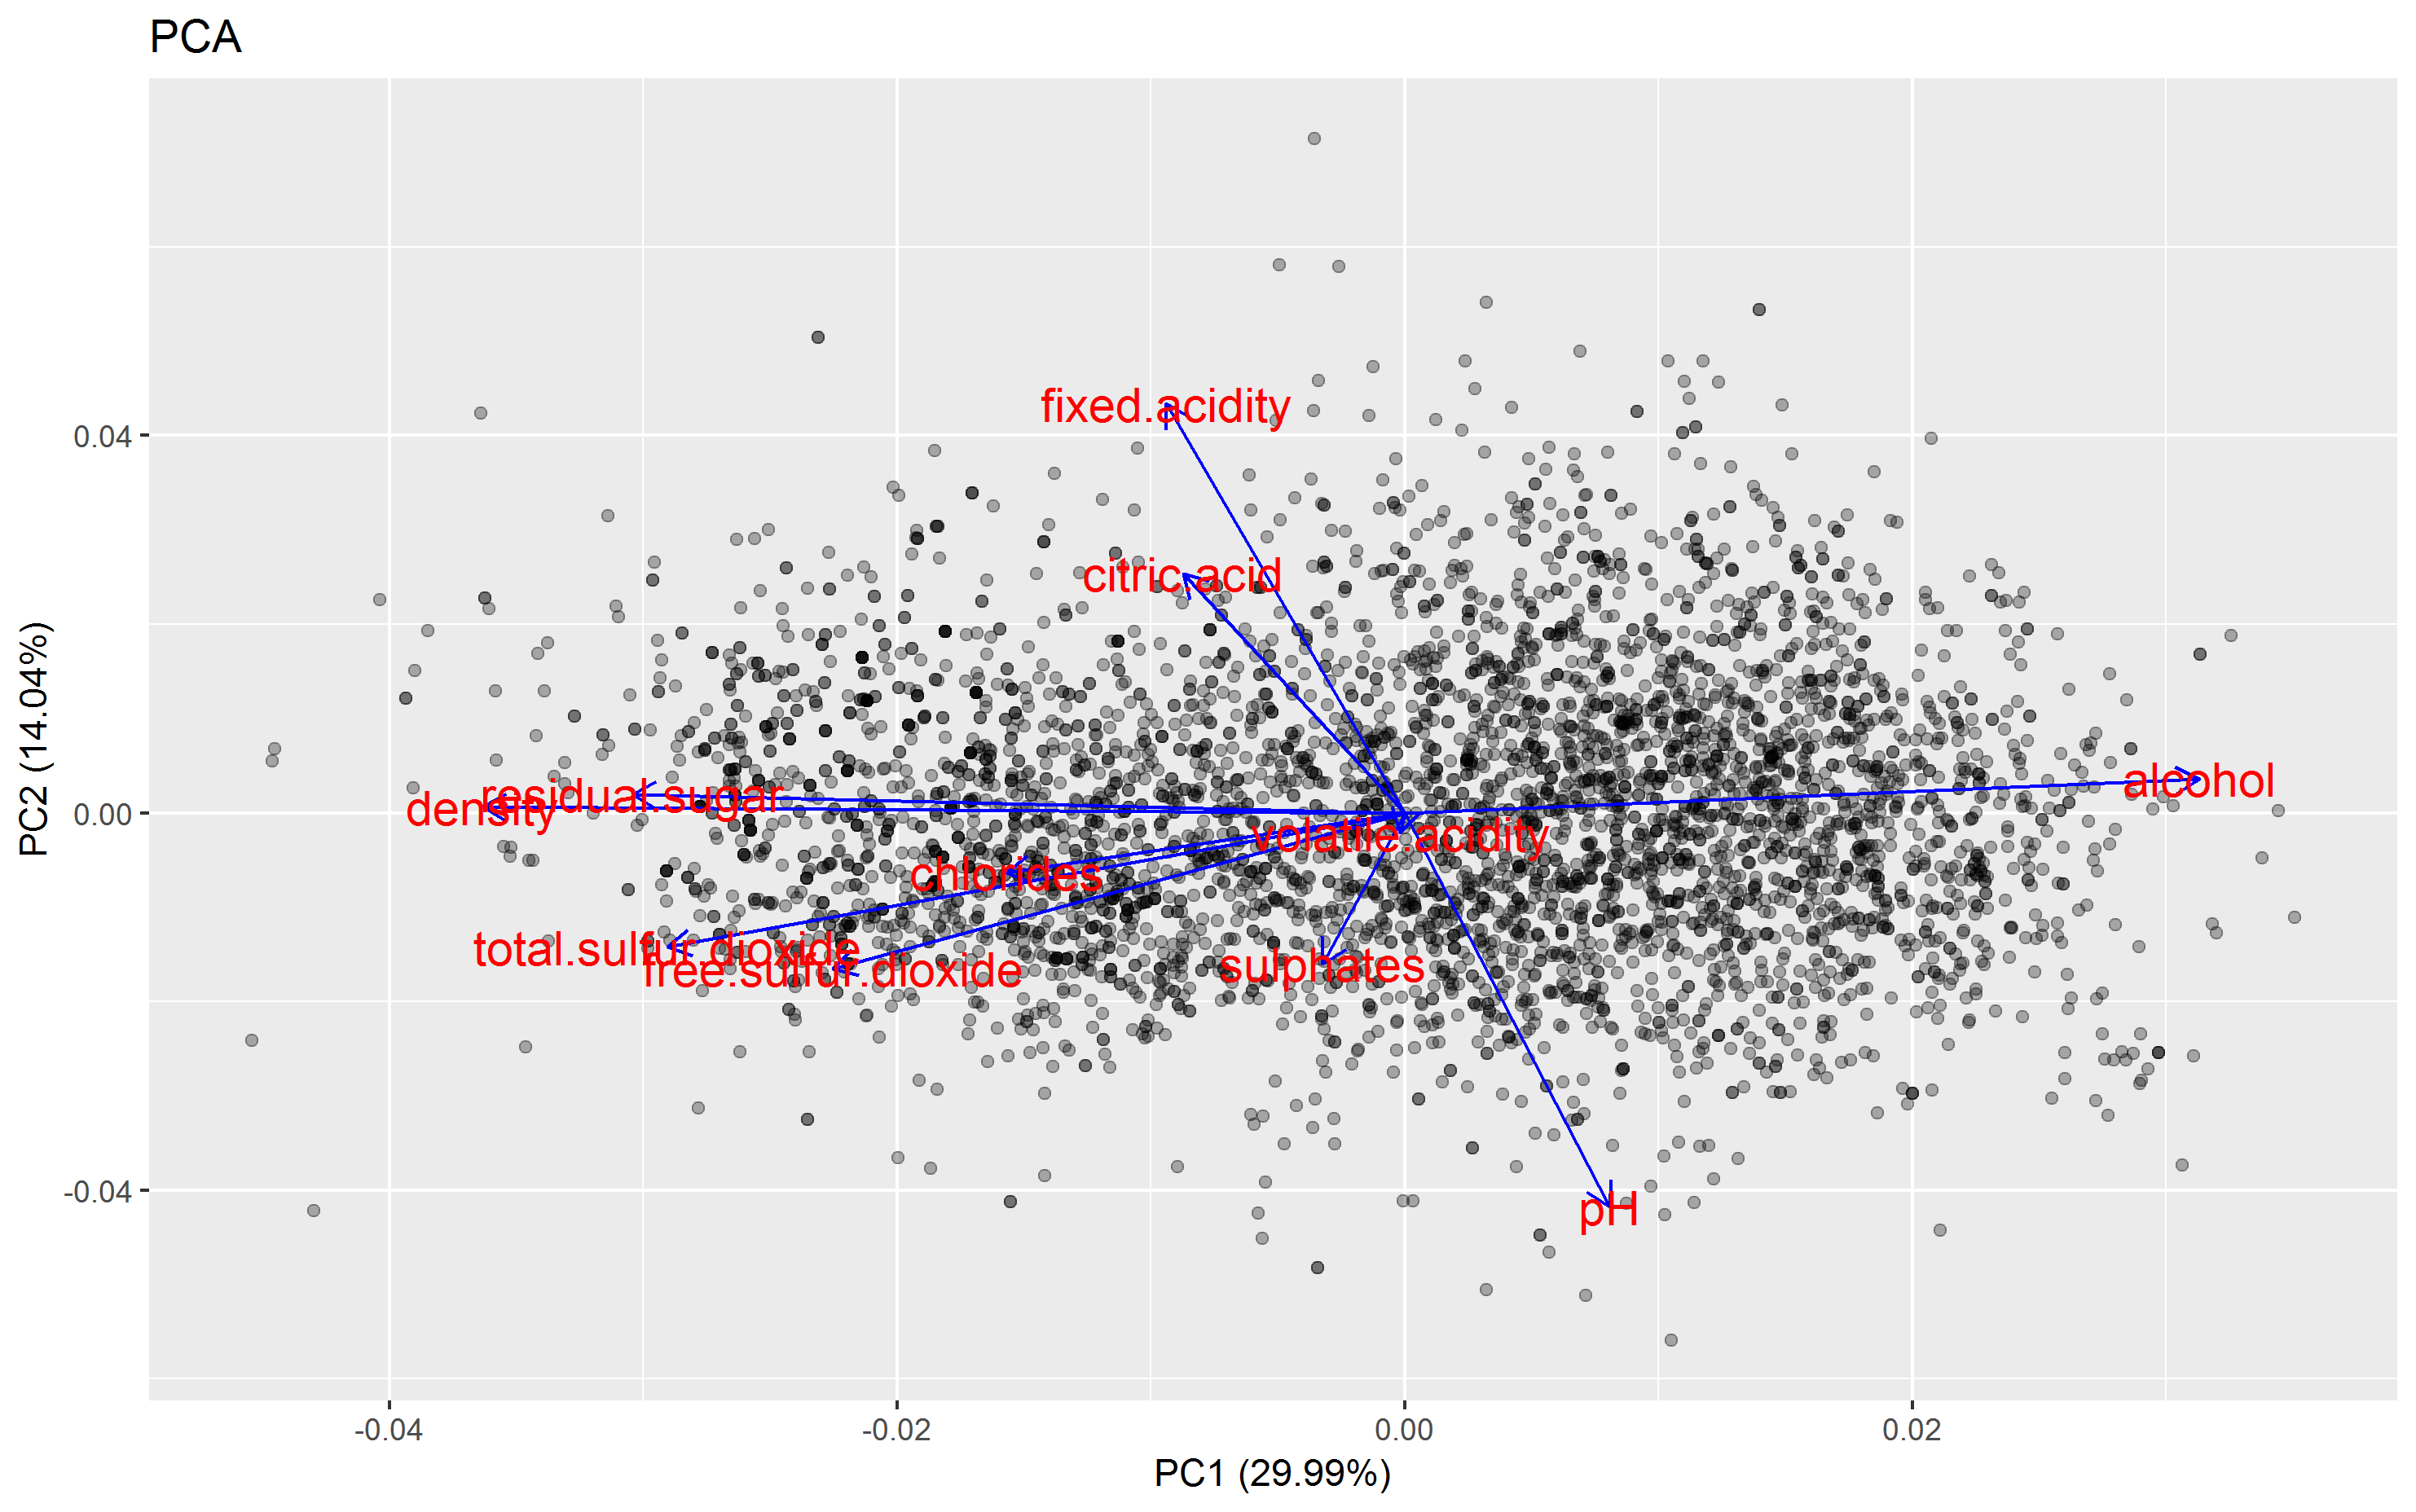 PCA
fixed.acidity
0.04
citric.acid
PC2 (14.04%)
residual.sugar
alcohol
density
0.00
volatile.acidity
chlorides
total.sulfur.dioxide
free.sulfur.dioxide
sulphates
-0.04
pH
-0.04
-0.02
0.00
0.02
PC1 (29.99%)